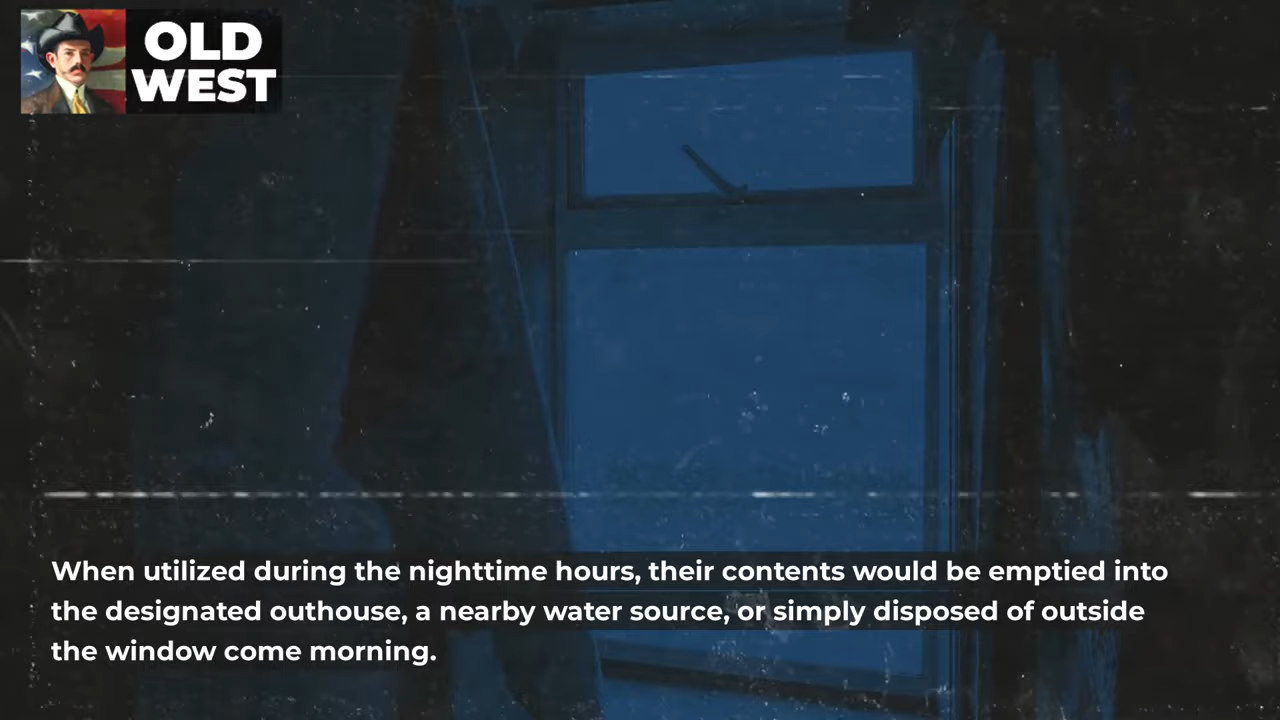 OLD
WEST
When utilized during the nighttime hours, their contents would be emptied into
the designated outhouse, a nearby water source, or simply disposed of outside
the window come morning.